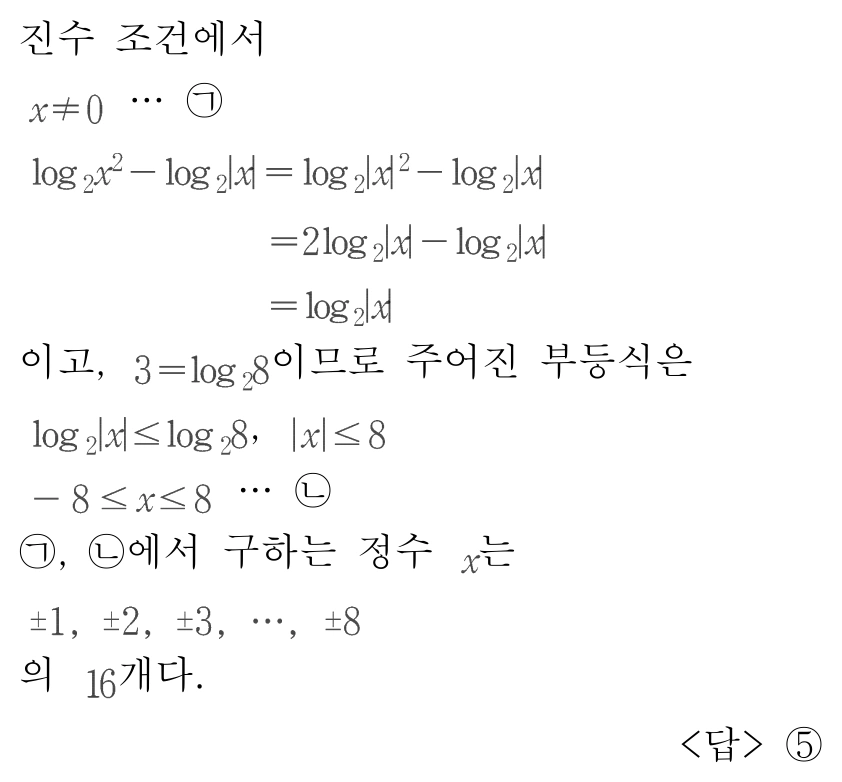 진수 조건에서
x≠0 … ㉠
log₂x²－log₂|x|＝log₂|x|²－log₂|x|
＝2log₂|x|－log₂|x|
＝log₂|x|
이고, 3＝log₂8이므로 주어진 부등식은
log₂|x|≤log₂8, |x|≤8
－8≤x≤8 … ㉡
㉠, ㉡에서 구하는 정수 x는
±1, ±2, ±3, …, ±8
의 16개다.
<답> ⑤